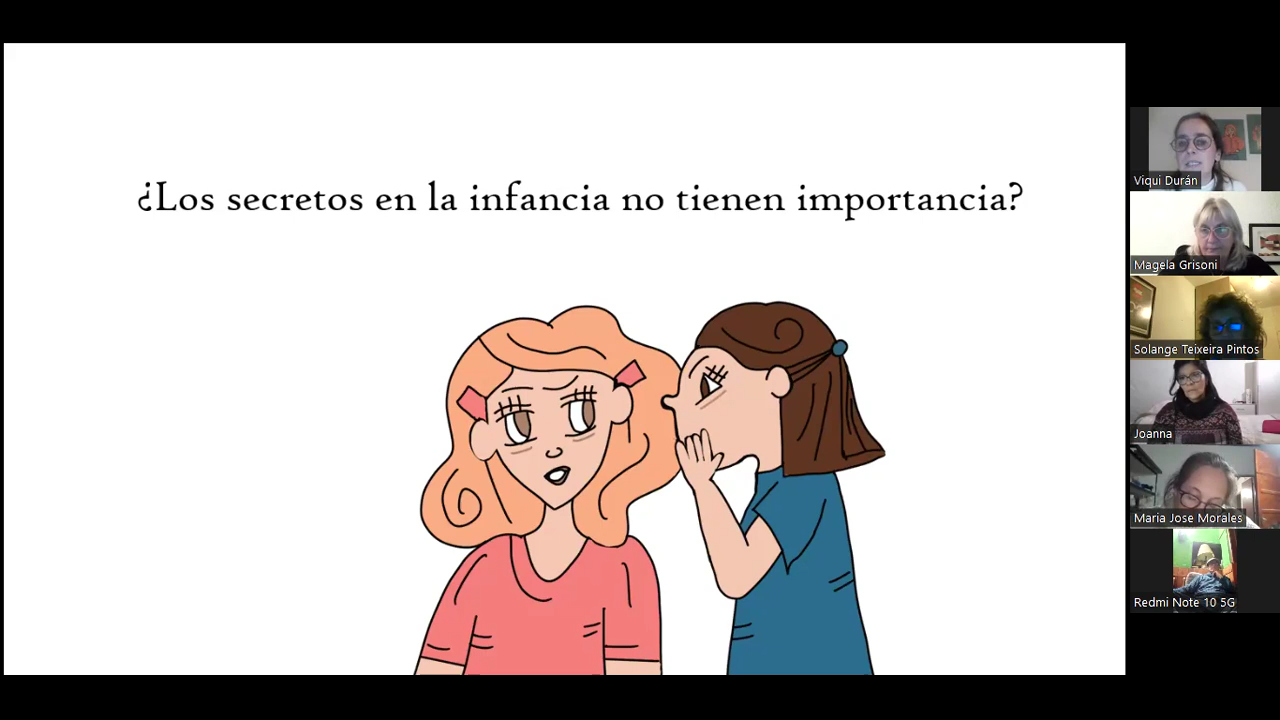 ¿Los secretos en la infancia no tienen importancia?
Viqui Durán
Magela Grisoni
Solange Teixeira Pintos
Joanna
Maria Jose Morales
Redmi Note 10 5G